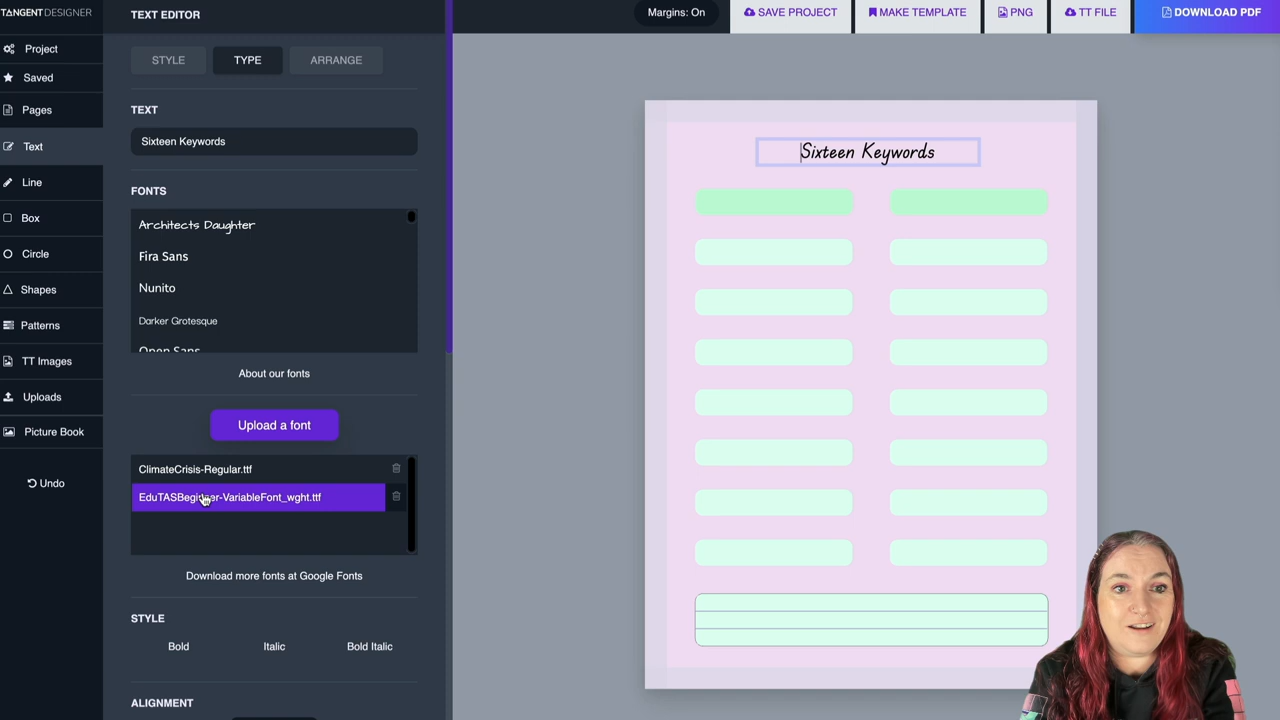 TANGENT DESIGNER
Project
Saved
Pages
Text
Line
Box
Circle
Shapes
Patterns
TT Images
Uploads
Picture Book
Undo
TEXT EDITOR
STYLE TYPE ARRANGE
TEXT
Sixteen Keywords
FONTS
Architects Daughter
Fira Sans
Nunito
Darker Grotesque
Open Sans
About our fonts
Upload a font
ClimateCrisis-Regular.ttf
EduTASBeginner-VariableFont_wght.ttf
Download more fonts at Google Fonts
STYLE
Bold Italic Bold Italic
ALIGNMENT
Margins: On SAVE PROJECT MAKE TEMPLATE PNG TT FILE DOWNLOAD PDF
Sixteen Keywords